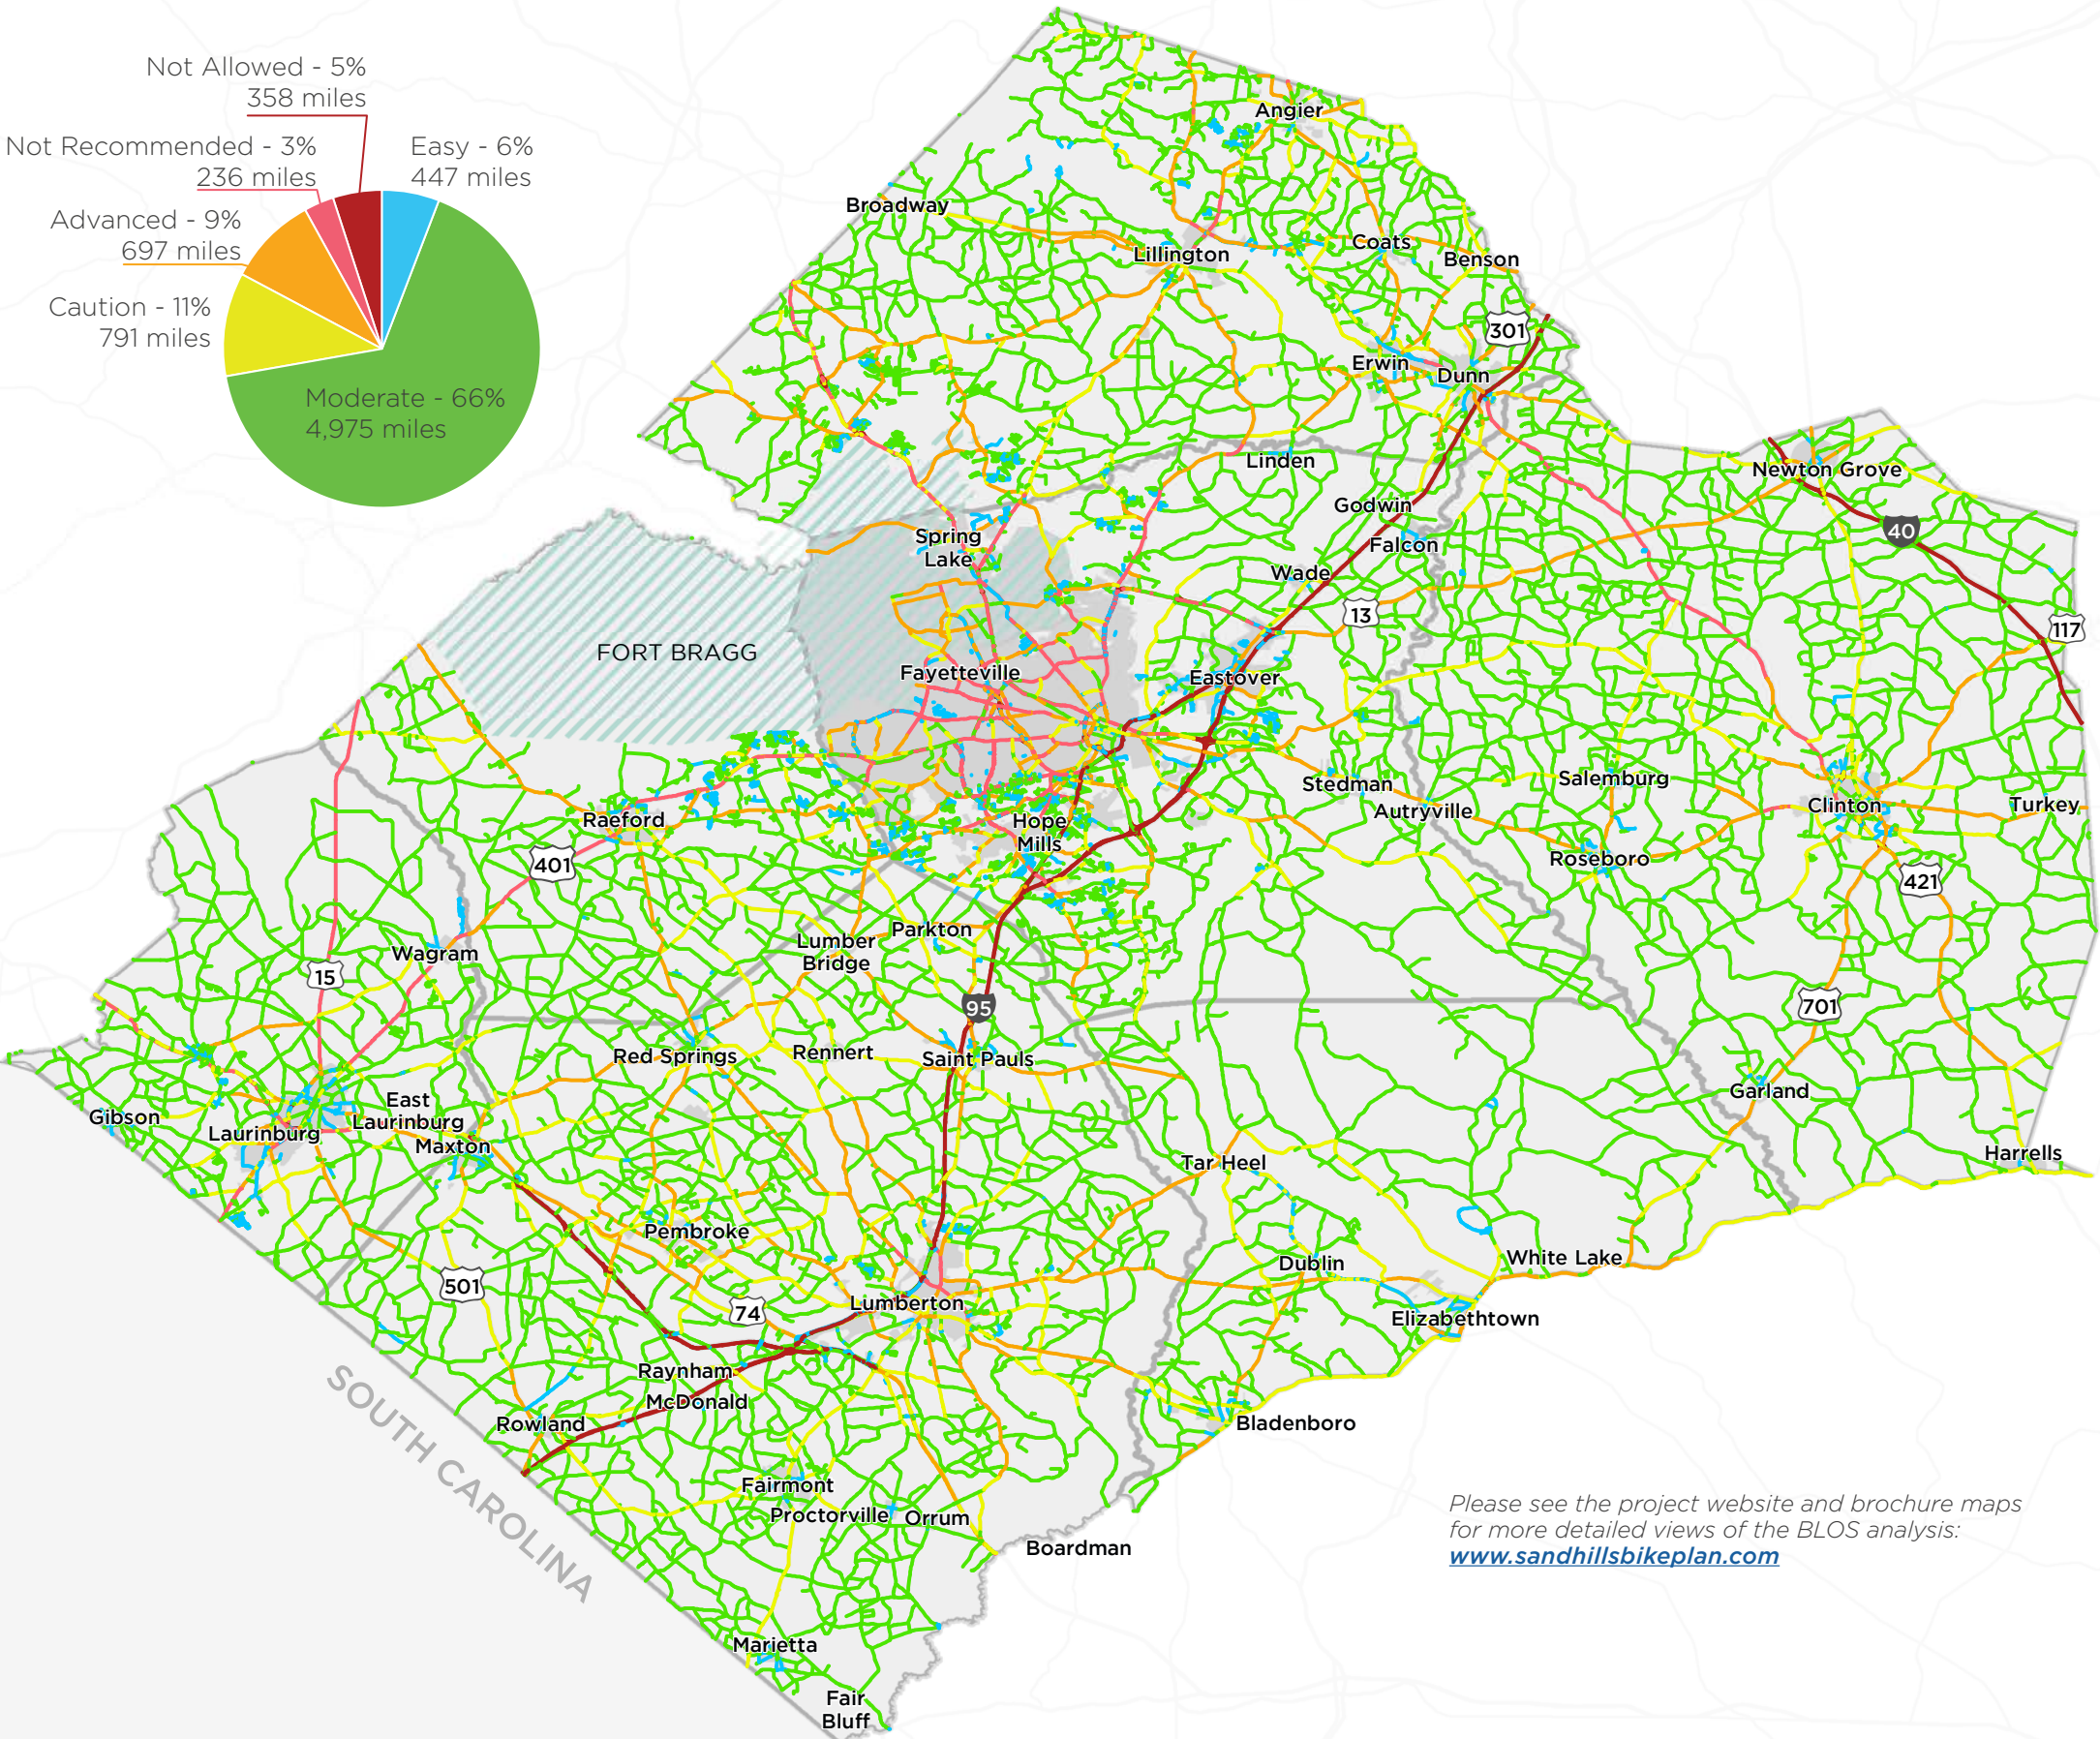 Not Allowed - 5%
358 miles
Not Recommended - 3%
236 miles
Easy - 6%
447 miles
Advanced - 9%
697 miles
Caution - 11%
791 miles
Moderate - 66%
4,975 miles
Angier
Broadway
Lillington
Coats
Benson
301
Erwin
Dunn
Linden
Newton Grove
Godwin
40
Spring
Lake
Falcon
Wade
13
117
FORT BRAGG
Fayetteville
Eastover
Stedman
Salemburg
Autryville
Clinton
Turkey
Raeford
Hope
Mills
401
Roseboro
421
Parkton
Lumber
Bridge
Wagram
15
95
701
Red Springs
Rennert
Saint Pauls
Garland
Gibson
East
Laurinburg
Laurinburg
Maxton
Tar Heel
Harrells
Pembroke
White Lake
Dublin
501
74
Lumberton
Elizabethtown
Raynham
McDonald
Rowland
Bladenboro
SOUTH CAROLINA
Fairmont
Proctorville
Orrum
Boardman
Please see the project website and brochure maps
for more detailed views of the BLOS analysis:
www.sandhillsbikeplan.com
Marietta
Fair
Bluff